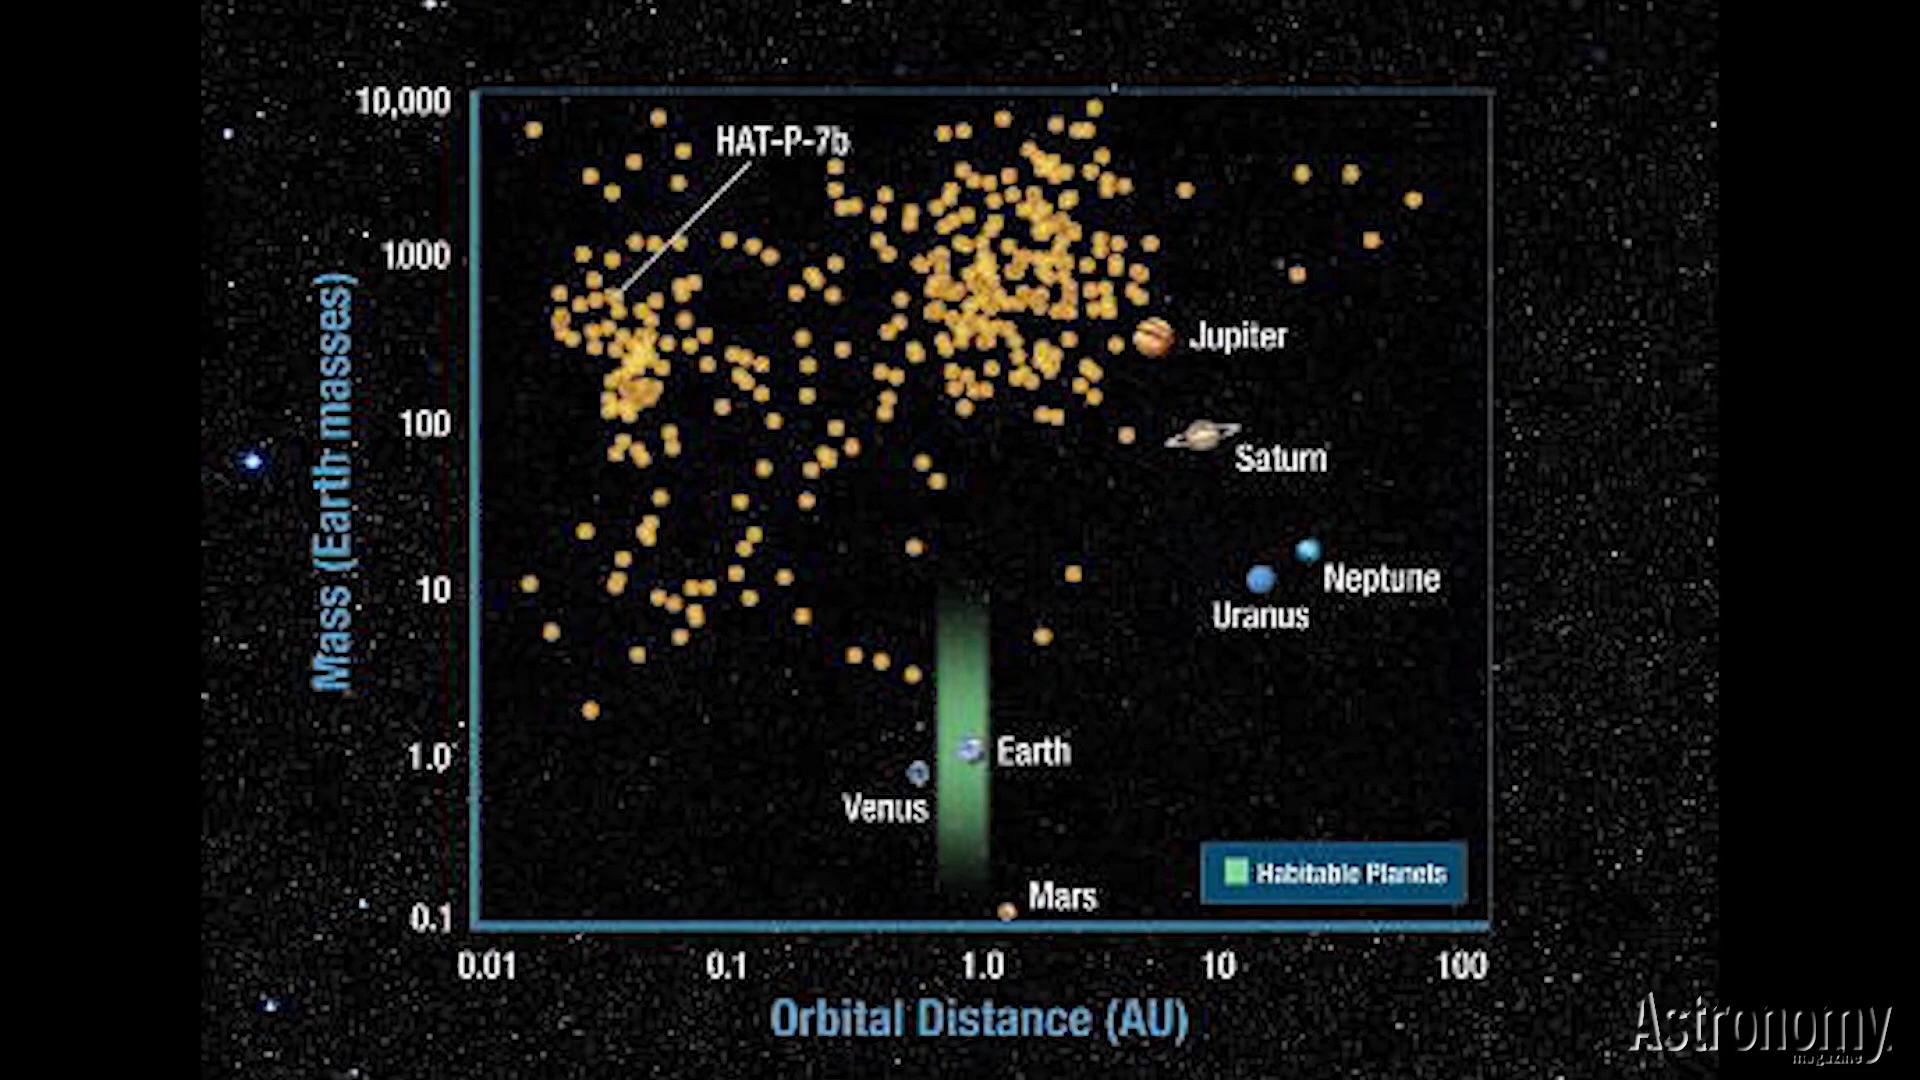 10,000
HAT-P-7b
1000
Jupiter
100
Saturn
Mass (Earth masses)
10
Neptune
Uranus
1.0
Earth
Venus
Habitable Planets
Mars
0.1
0.01 0.1 1.0 10 100
Orbital Distance (AU)
Astronomy
magazine